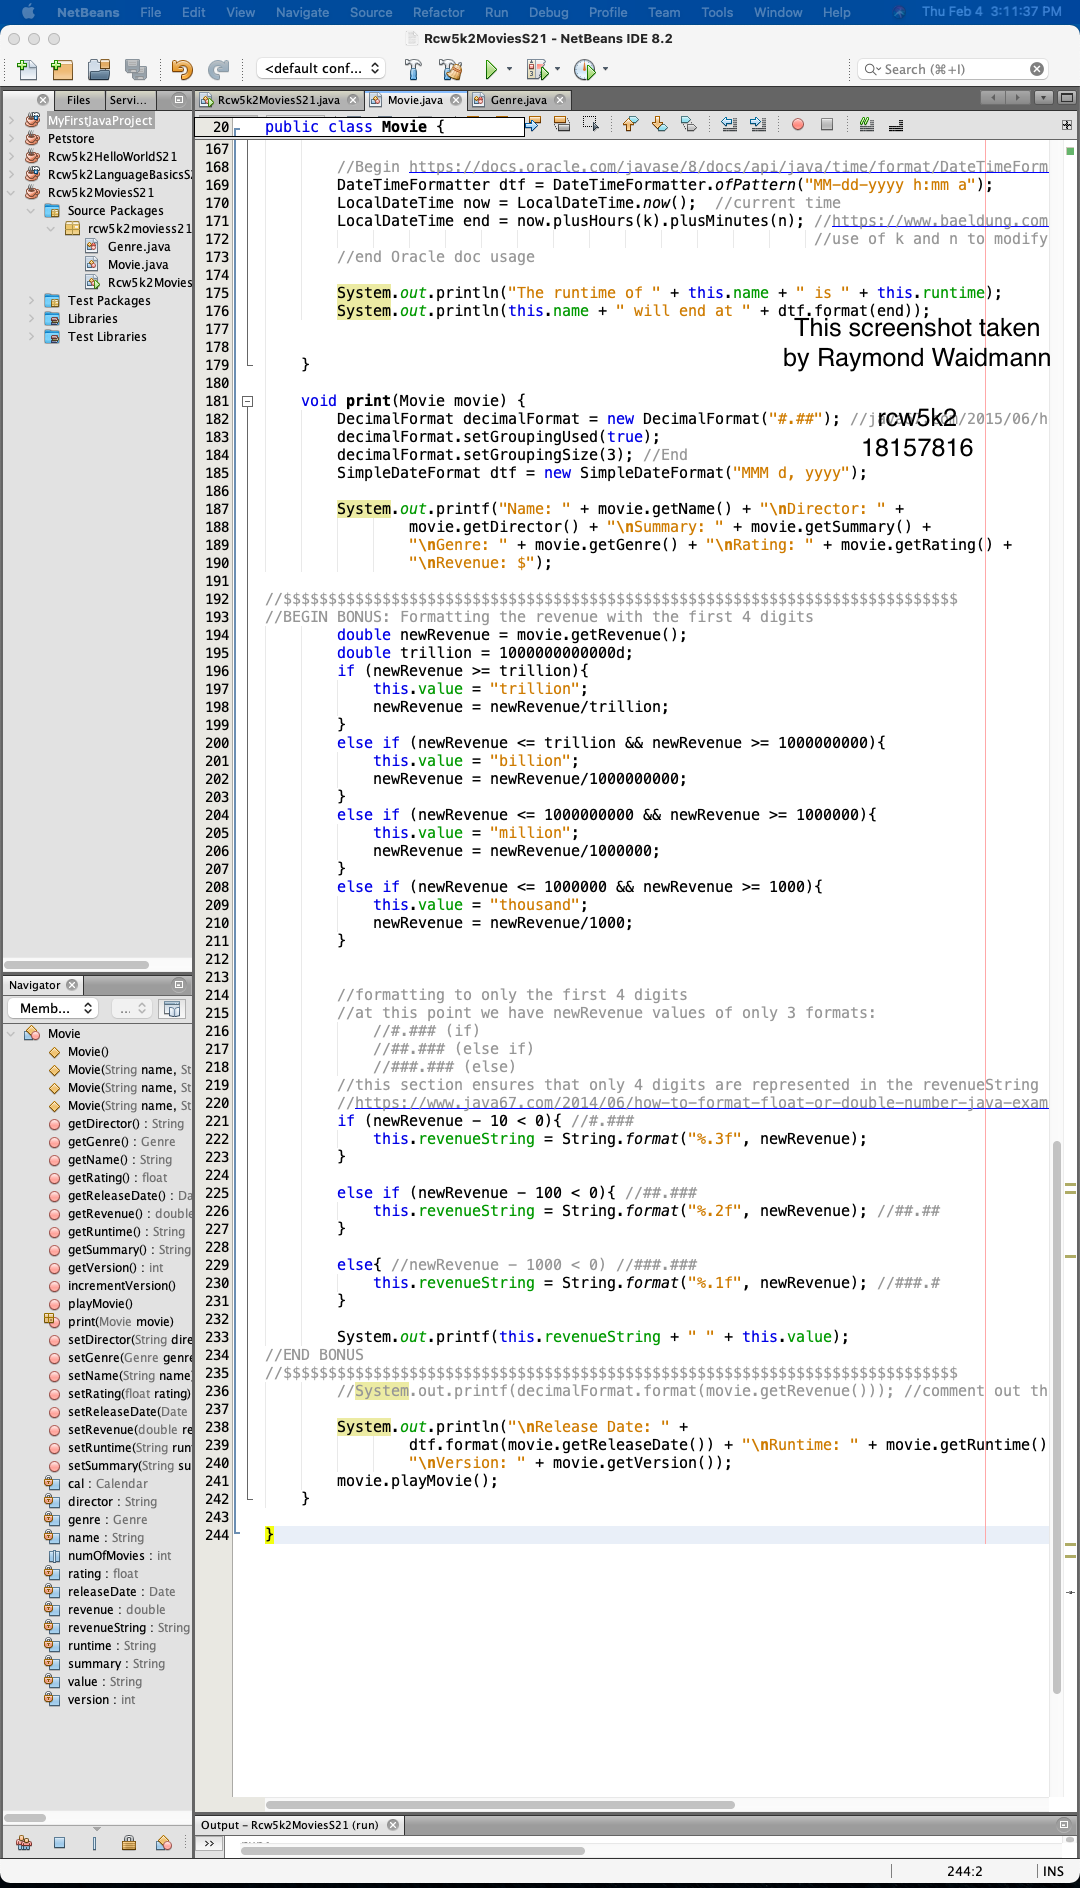 NetBeans File Edit View Navigate Source Refactor Run Debug Profile Team Tools Window Help Thu Feb 4 3:11:37 PM
Rcw5k2MoviesS21 - NetBeans IDE 8.2
<default conf... Search (⌘+I)
Files Servi...
Rcw5k2MoviesS21.java Movie.java Genre.java
MyFirstJavaProject
Petstore
Rcw5k2HelloWorldS21
Rcw5k2LanguageBasicsS
Rcw5k2MoviesS21
Source Packages
rcw5k2moviess21
Genre.java
Movie.java
Rcw5k2Movies
Test Packages
Libraries
Test Libraries
20 public class Movie {
167
168 //Begin https://docs.oracle.com/javase/8/docs/api/java/time/format/DateTimeForm
169 DateTimeFormatter dtf = DateTimeFormatter.ofPattern("MM-dd-yyyy h:mm a");
170 LocalDateTime now = LocalDateTime.now(); //current time
171 LocalDateTime end = now.plusHours(k).plusMinutes(n); //https://www.baeldung.com
172 //use of k and n to modify
173 //end Oracle doc usage
174
175 System.out.println("The runtime of " + this.name + " is " + this.runtime);
176 System.out.println(this.name + " will end at " + dtf.format(end));
This screenshot taken
by Raymond Waidmann
rcw5k2
18157816
177
178
179 }
180
181 void print(Movie movie) {
182 DecimalFormat decimalFormat = new DecimalFormat("#.##"); /2015/06/h
183 decimalFormat.setGroupingUsed(true);
184 decimalFormat.setGroupingSize(3); //End
185 SimpleDateFormat dtf = new SimpleDateFormat("MMM d, yyyy");
186
187 System.out.printf("Name: " + movie.getName() + "\nDirector: " +
188 movie.getDirector() + "\nSummary: " + movie.getSummary() +
189 "\nGenre: " + movie.getGenre() + "\nRating: " + movie.getRating() +
190 "\nRevenue: $");
191
192 //$$$$$$$$$$$$$$$$$$$$$$$$$$$$$$$$$$$$$$$$$$$$$$$$$$$$$$$$$$$$$$$$$$$$$$$$$$$
193 //BEGIN BONUS: Formatting the revenue with the first 4 digits
194 double newRevenue = movie.getRevenue();
195 double trillion = 1000000000000d;
196 if (newRevenue >= trillion){
197 this.value = "trillion";
198 newRevenue = newRevenue/trillion;
199 }
200 else if (newRevenue <= trillion && newRevenue >= 1000000000){
201 this.value = "billion";
202 newRevenue = newRevenue/1000000000;
203 }
204 else if (newRevenue <= 1000000000 && newRevenue >= 1000000){
205 this.value = "million";
206 newRevenue = newRevenue/1000000;
207 }
208 else if (newRevenue <= 1000000 && newRevenue >= 1000){
209 this.value = "thousand";
210 newRevenue = newRevenue/1000;
211 }
212
213
214 //formatting to only the first 4 digits
215 //at this point we have newRevenue values of only 3 formats:
216 //#.### (if)
217 //##.### (else if)
218 //###.### (else)
219 //this section ensures that only 4 digits are represented in the revenueString
220 //https://www.java67.com/2014/06/how-to-format-float-or-double-number-java-exam
221 if (newRevenue - 10 < 0){ //#.###
222 this.revenueString = String.format("%.3f", newRevenue);
223 }
224
225 else if (newRevenue - 100 < 0){ //##.###
226 this.revenueString = String.format("%.2f", newRevenue); //##.##
227 }
228
229 else{ //newRevenue - 1000 < 0) //###.###
230 this.revenueString = String.format("%.1f", newRevenue); //###.#
231 }
232
233 System.out.printf(this.revenueString + " " + this.value);
234 //END BONUS
235 //$$$$$$$$$$$$$$$$$$$$$$$$$$$$$$$$$$$$$$$$$$$$$$$$$$$$$$$$$$$$$$$$$$$$$$$$$$$
236 //System.out.printf(decimalFormat.format(movie.getRevenue())); //comment out th
237
238 System.out.println("\nRelease Date: " +
239 dtf.format(movie.getReleaseDate()) + "\nRuntime: " + movie.getRuntime()
240 "\nVersion: " + movie.getVersion());
241 movie.playMovie();
242 }
243
244 }
Navigator
Memb... ...
Movie
Movie()
Movie(String name, St
Movie(String name, St
Movie(String name, St
getDirector() : String
getGenre() : Genre
getName() : String
getRating() : float
getReleaseDate() : Da
getRevenue() : double
getRuntime() : String
getSummary() : String
getVersion() : int
incrementVersion()
playMovie()
print(Movie movie)
setDirector(String dire
setGenre(Genre genre
setName(String name
setRating(float rating)
setReleaseDate(Date
setRevenue(double re
setRuntime(String run
setSummary(String su
cal : Calendar
director : String
genre : Genre
name : String
numOfMovies : int
rating : float
releaseDate : Date
revenue : double
revenueString : String
runtime : String
summary : String
value : String
version : int
Output - Rcw5k2MoviesS21 (run)
>>
244:2 INS